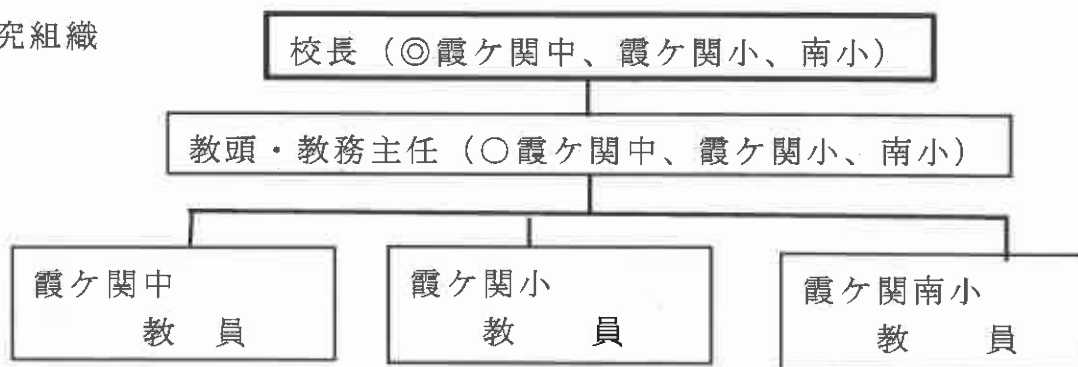 究組織
校長（◎霞ケ関中、霞ケ関小、南小）
教頭・教務主任（○霞ケ関中、霞ケ関小、南小）
霞ケ関中
教　員
霞ケ関小
教　員
霞ケ関南小
教　員